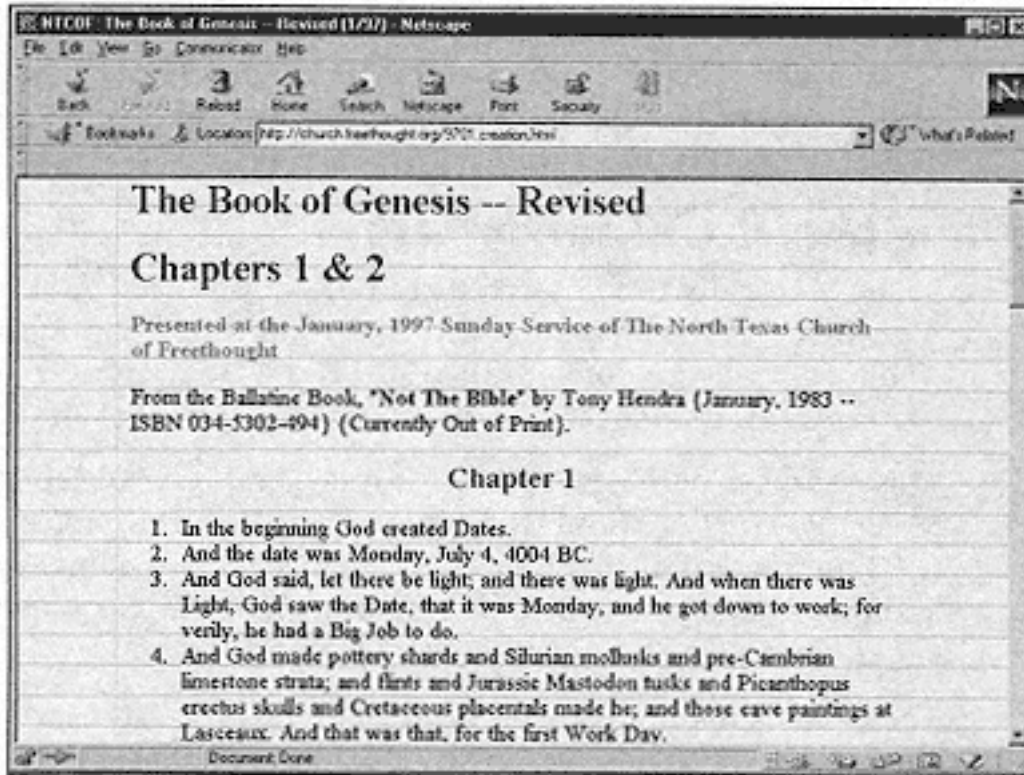 NTCOF: The Book of Genesis -- Revised (1/97) - Netscape
File Edit View Go Communicator Help
Back Reload Home Search Netscape Print Security
Bookmarks Location: http://church.freethought.org/9701.creation.html What's Related
The Book of Genesis -- Revised
Chapters 1 & 2
Presented at the January, 1997 Sunday Service of The North Texas Church
of Freethought
From the Ballatine Book, "Not The Bible" by Tony Hendra {January, 1983 --
ISBN 034-5302-494} {Currently Out of Print}.
Chapter 1
1. In the beginning God created Dates.
2. And the date was Monday, July 4, 4004 BC.
3. And God said, let there be light; and there was light. And when there was
Light, God saw the Date, that it was Monday, and he got down to work; for
verily, he had a Big Job to do.
4. And God made pottery shards and Silurian mollusks and pre-Cambrian
limestone strata; and flints and Jurassic Mastodon tusks and Picanthopus
erectus skulls and Cretaceous placentals made he; and those cave paintings at
Lasceaux. And that was that, for the first Work Day.
Document: Done